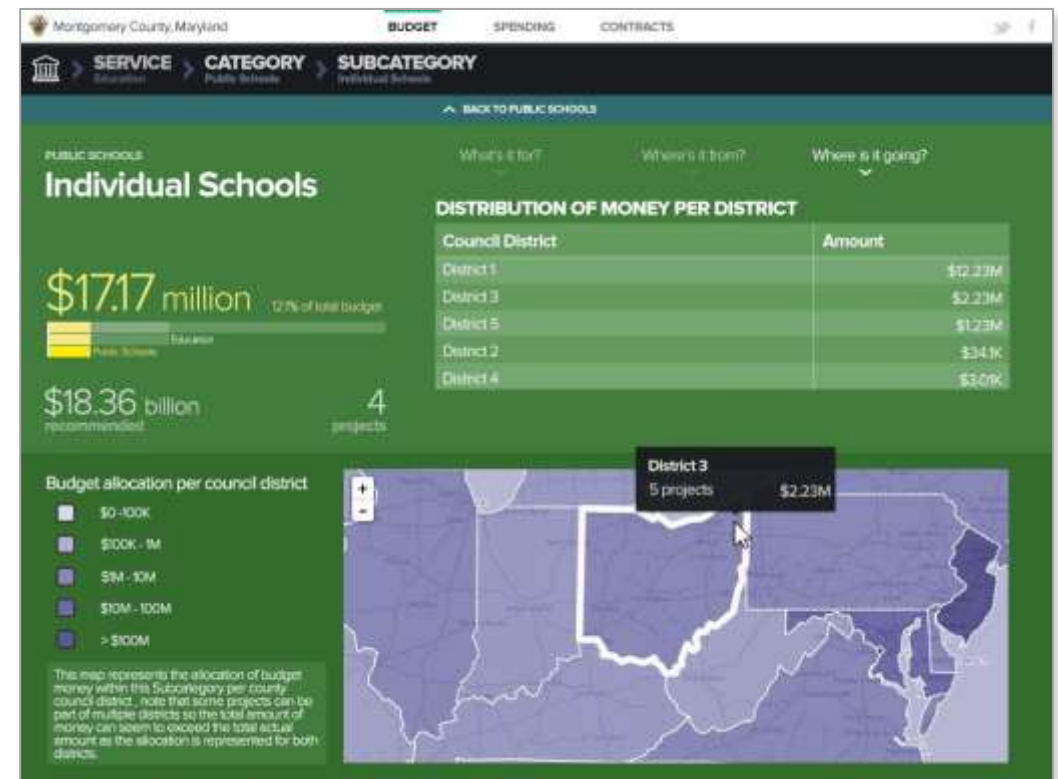 Montgomery County, Maryland
BUDGET
SPENDING
CONTRACTS
SERVICE
Education
CATEGORY
Public Schools
SUBCATEGORY
Individual Schools
BACK TO PUBLIC SCHOOLS
PUBLIC SCHOOLS
Individual Schools
What's it for?
Where's it from?
Where is it going?
DISTRIBUTION OF MONEY PER DISTRICT
Council District Amount
District 1 $12.23M
District 3 $2.23M
District 5 $1.23M
District 2 $34.1K
District 4 $3.01K
$17.17 million 12.1% of total budget
Education
Public Schools
$18.36 billion
recommended
4
projects
Budget allocation per council district
$0-100K
$100K - 1M
$1M - 10M
$10M - 100M
> $100M
This map represents the allocation of budget
money within this Subcategory per county
council district , note that some projects can be
part of multiple districts so the total amount of
money can seem to exceed the total actual
amount as the allocation is represented for both
districts.
+
-
District 3
5 projects $2.23M